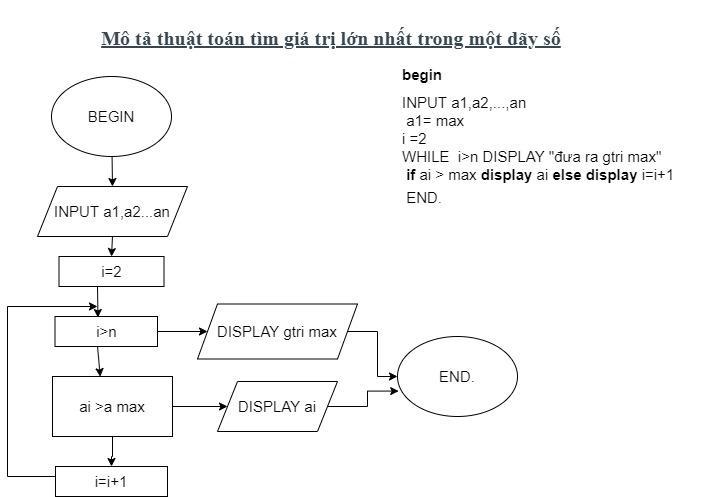 Mô tả thuật toán tìm giá trị lớn nhất trong một dãy số
begin
INPUT a1,a2,...,an
a1= max
i =2
WHILE i>n DISPLAY "đưa ra gtri max"
if ai > max display ai else display i=i+1
END.
BEGIN
INPUT a1,a2...an
i=2
i>n
DISPLAY gtri max
END.
ai >a max
DISPLAY ai
i=i+1